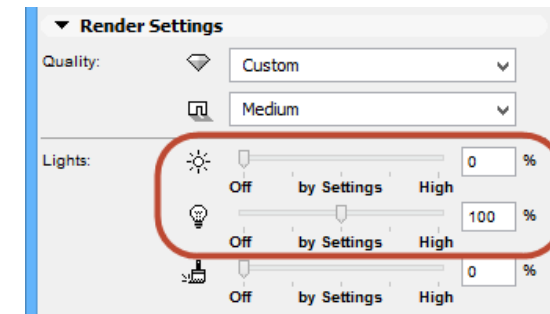 ▼ Render Settings
Quality: Custom
Medium
Lights: 0 %
Off by Settings High
100 %
Off by Settings High
0 %
Off by Settings High